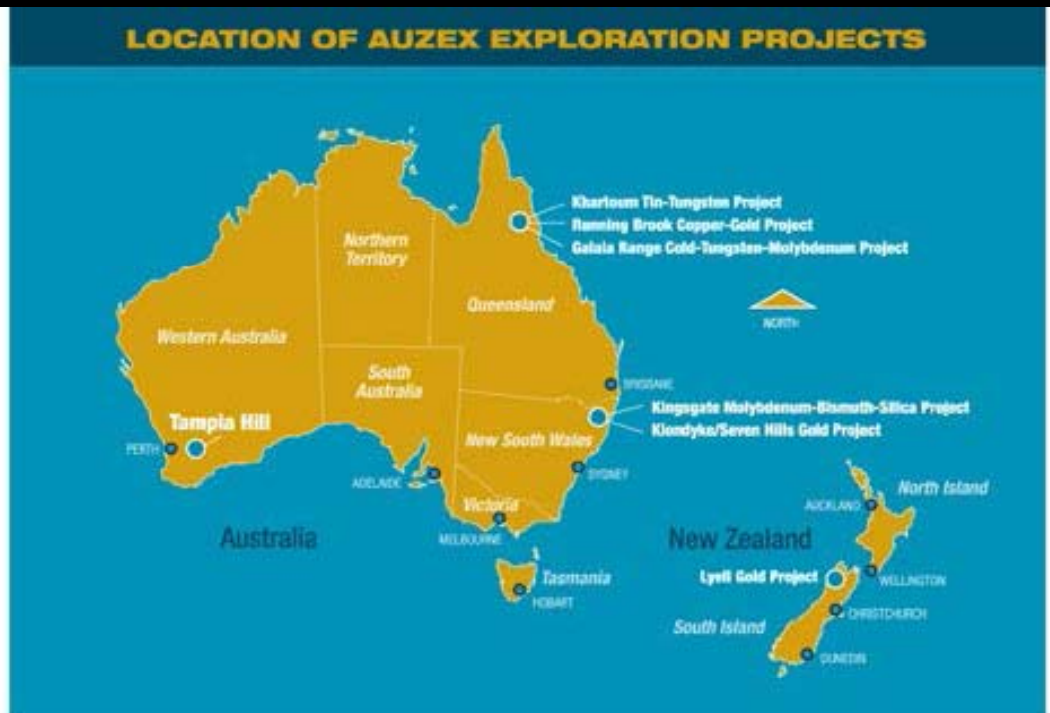 LOCATION OF AUZEX EXPLORATION PROJECTS
Khartoum Tin-Tungsten Project
Running Brook Copper-Gold Project
Galala Range Gold-Tungsten-Molybdenum Project
Northern
Territory
Queensland
NORTH
Western Australia
South
Australia
BRISBANE
Kingsgate Molybdenum-Bismuth-Silica Project
Klondyke/Seven Hills Gold Project
Tampia Hill
New South Wales
PERTH
ADELAIDE
SYDNEY
North Island
Victoria
AUCKLAND
Australia
MELBOURNE
New Zealand
Tasmania
Lyell Gold Project
WELLINGTON
HOBART
CHRISTCHURCH
South Island
DUNEDIN